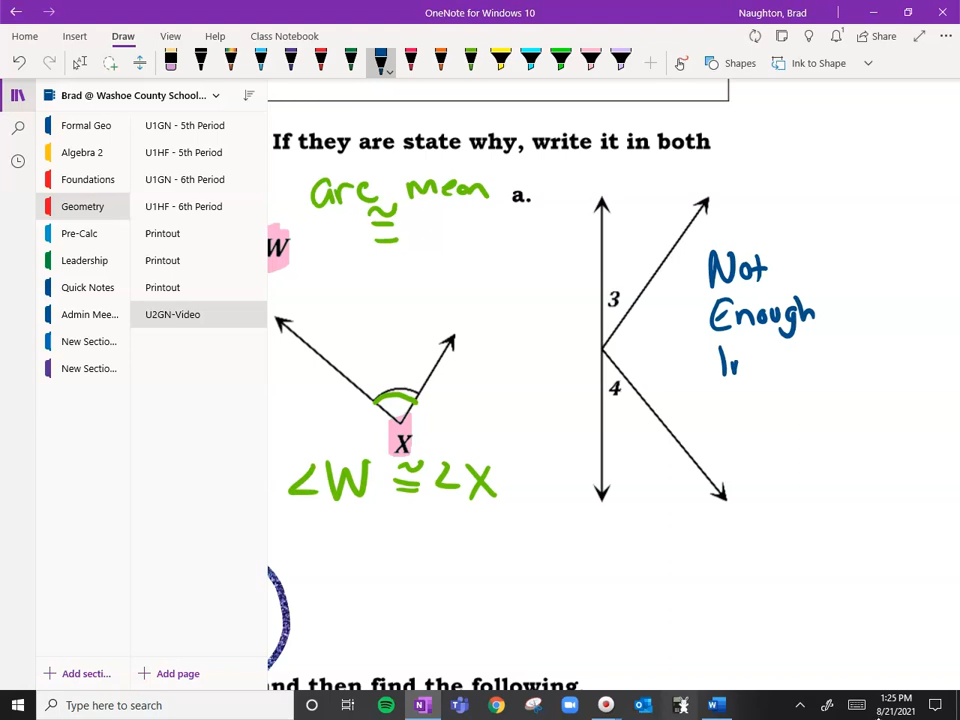 OneNote for Windows 10
Naughton, Brad
Home Insert Draw View Help Class Notebook
Share
Shapes
Ink to Shape
Brad @ Washoe County School...
Formal Geo
Algebra 2
Foundations
Geometry
Pre-Calc
Leadership
Quick Notes
Admin Mee...
New Sectio...
New Sectio...
Add secti...
U1GN - 5th Period
U1HF - 5th Period
U1GN - 6th Period
U1HF - 6th Period
Printout
Printout
Printout
U2GN-Video
Add page
If they are state why, write it in both
arc mean
≅
W
X
∠W ≅ ∠X
a.
3
4
Not
Enough
and then find the following
Type here to search
1:25 PM
8/21/2021